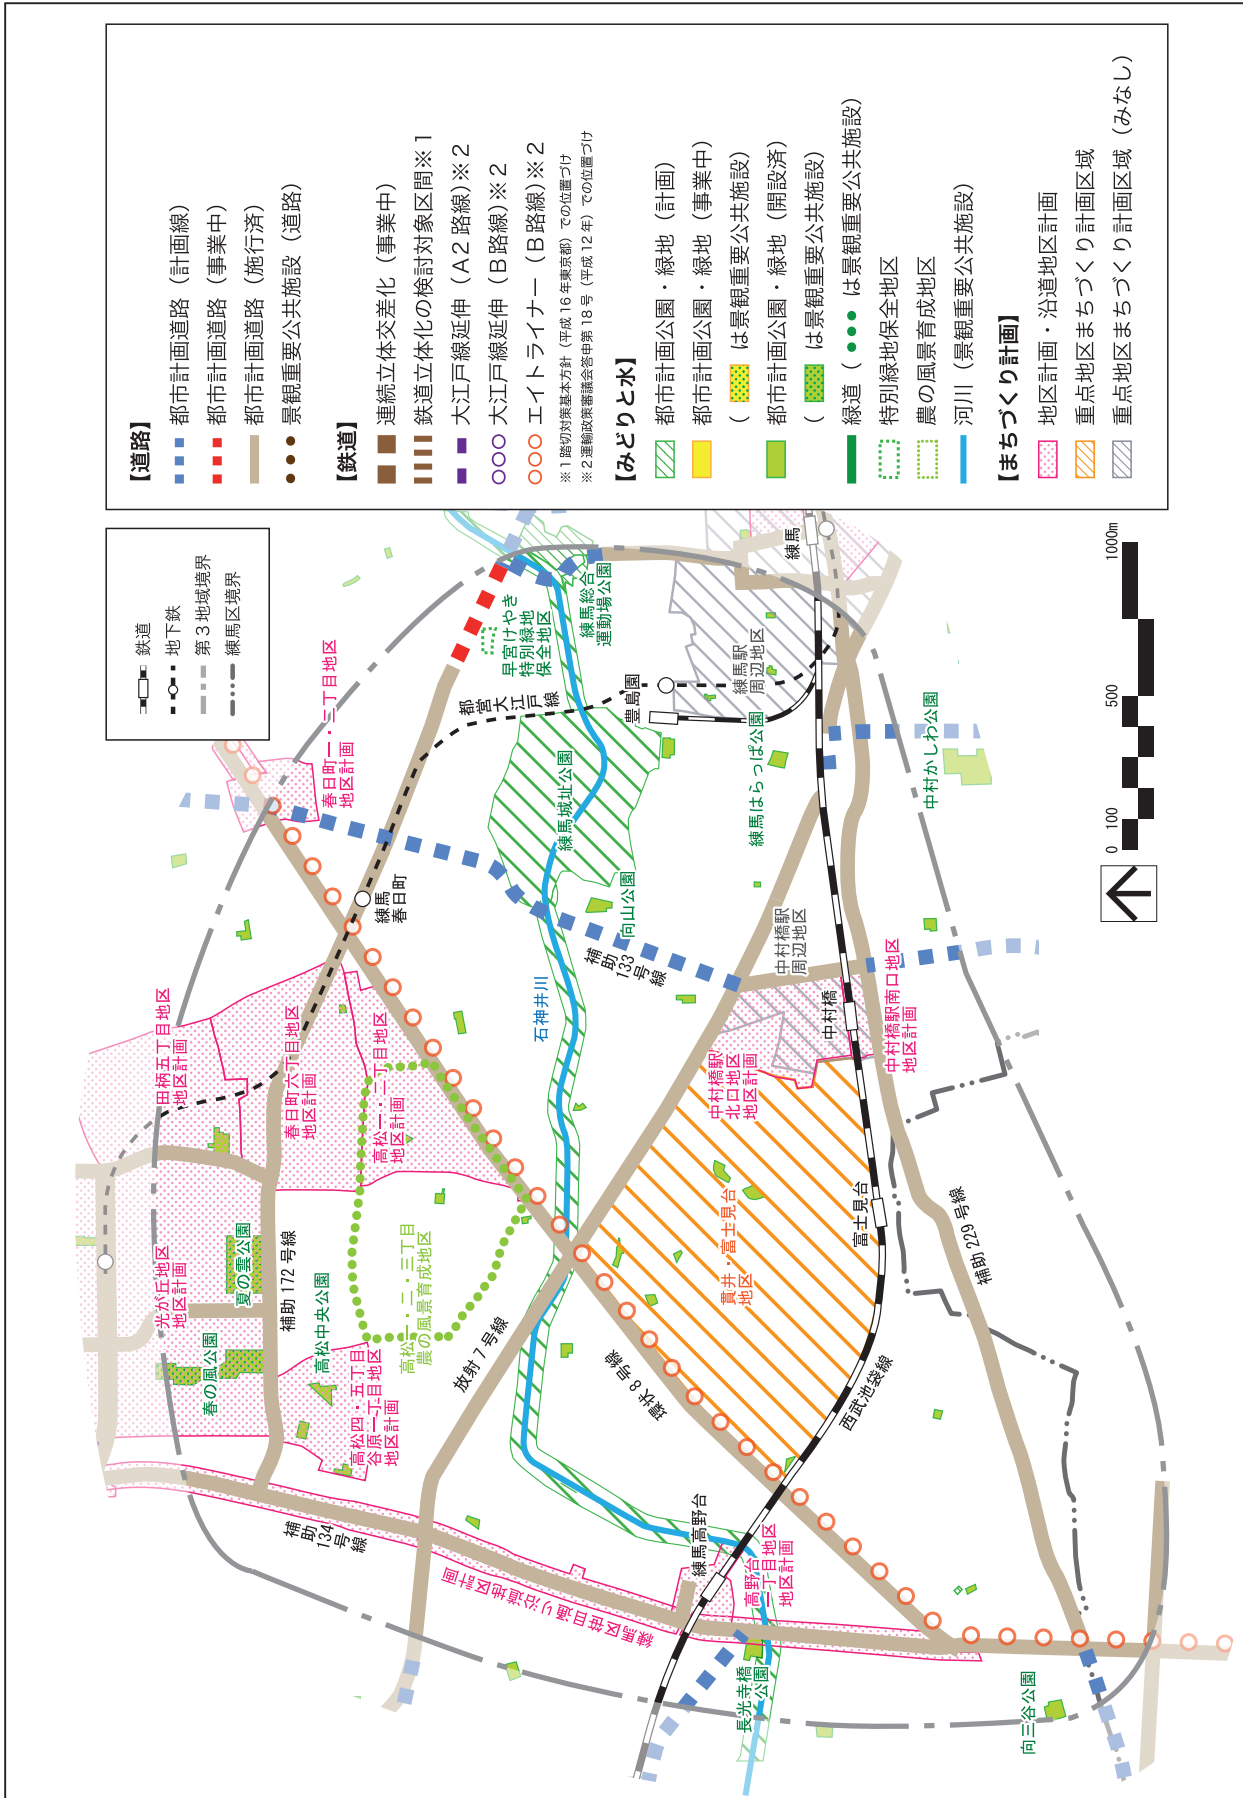 【道路】
都市計画道路（計画線）
都市計画道路（事業中）
都市計画道路（施行済）
景観重要公共施設（道路）
【鉄道】
連続立体交差化（事業中）
鉄道立体化の検討対象区間※１
大江戸線延伸（Ａ２路線）※２
大江戸線延伸（Ｂ路線）※２
エイトライナー（Ｂ路線）※２
※１踏切対策基本方針（平成 16 年東京都）での位置づけ
※２運輸政策審議会答申第 18 号（平成 12 年）での位置づけ
【みどりと水】
都市計画公園・緑地（計画）
都市計画公園・緑地（事業中）
（　は景観重要公共施設）
都市計画公園・緑地（開設済）
（　は景観重要公共施設）
緑道（　は景観重要公共施設）
特別緑地保全地区
農の風景育成地区
河川（景観重要公共施設）
【まちづくり計画】
地区計画・沿道地区計画
重点地区まちづくり計画区域
重点地区まちづくり計画区域（みなし）
鉄道
地下鉄
第３地域境界
練馬区境界
春日町一・二丁目地区
地区計画
早宮けやき
特別緑地
保全地区
練馬総合
運動場公園
練馬
都営大江戸線
豊島園
練馬駅
周辺地区
練馬城址公園
練馬はらっぱ公園
中村かしわ公園
練馬
春日町
向山公園
補助
133
号
線
中村橋駅
周辺地区
石神井川
田柄五丁目地区
地区計画
春日町六丁目地区
地区計画
高松一・二丁目地区
地区計画
中村橋
中村橋駅南口地区
地区計画
中村橋駅
北口地区
地区計画
光が丘地区
地区計画
夏の雲公園
補助 172 号線
春の風公園
高松中央公園
高松一・二・三丁目
農の風景育成地区
貫井・富士見台
地区
富士見台
補助 229 号線
高松四・五丁目
谷原一丁目地区
地区計画
放射７号線
環状８号線
西武池袋線
補助
134
号
線
練馬区笹目通り沿道地区計画
練馬高野台
高野台
一丁目地区
地区計画
長光寺橋
公園
向三谷公園
0
100
500
1000m